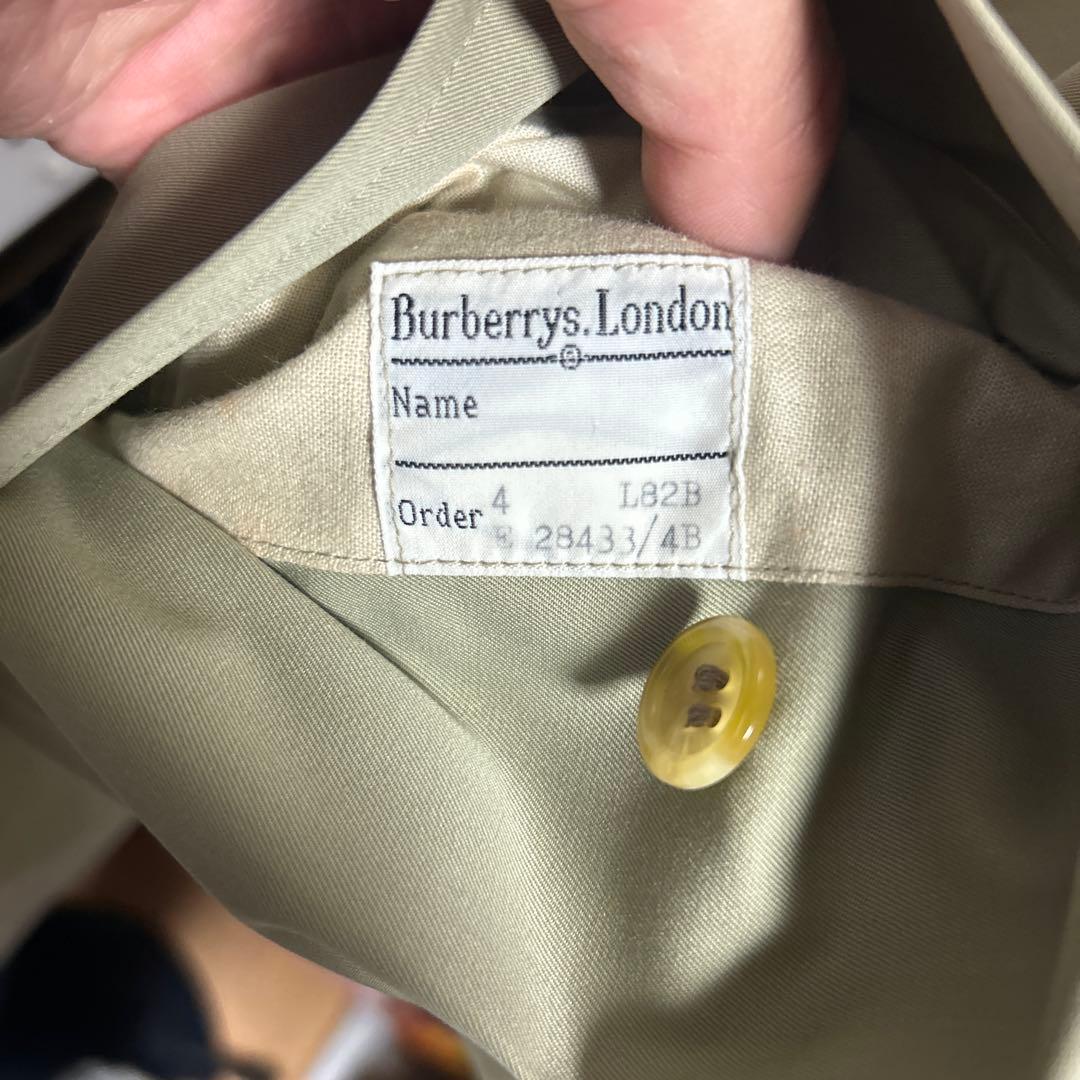 Burberrys.London
Name
Order 4 L82B
E 28433/4B